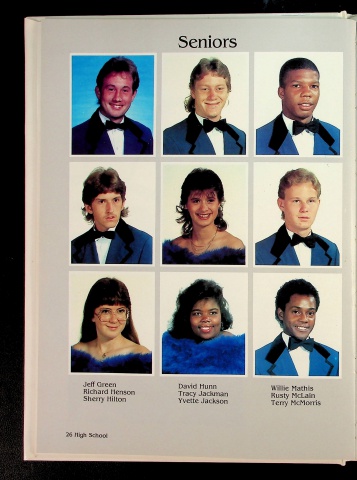 Seniors
Jeff Green
Richard Henson
Sherry Hilton
David Hunn
Tracy Jackman
Yvette Jackson
Willie Mathis
Rusty McLain
Terry McMorris
26 High School